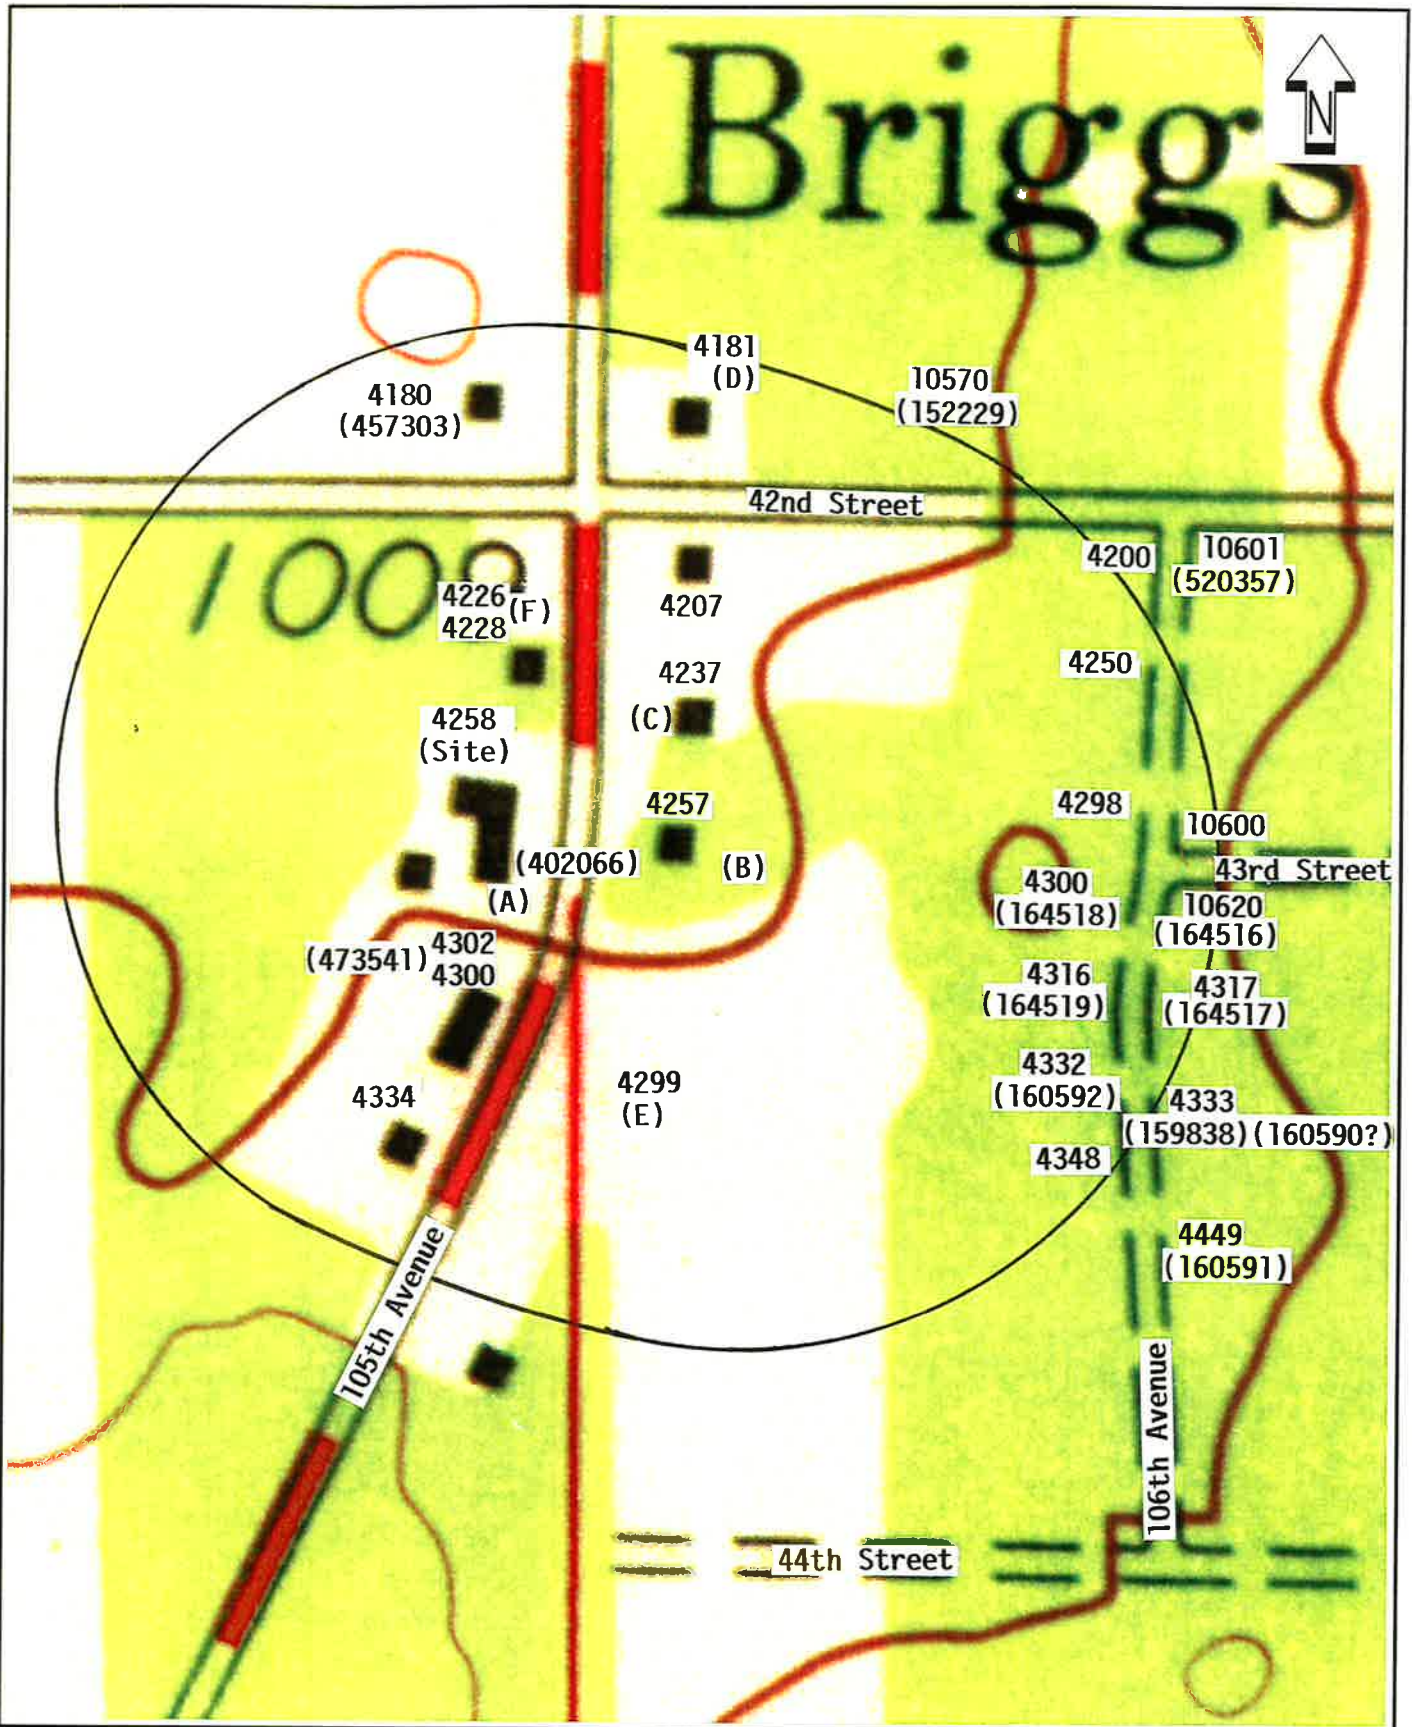 Briggs
N
4181
(D)
4180
(457303)
10570
(152229)
42nd Street
1000
4226
4228
(F)
4207
4200
10601
(520357)
4237
(C)
4250
4258
(Site)
4257
(B)
4298
10600
43rd Street
(402066)
(A)
4300
(164518)
10620
(164516)
(473541)
4302
4300
4316
(164519)
4317
(164517)
4334
4299
(E)
4332
(160592)
4333
(159838) (160590?)
4348
4449
(160591)
105th Avenue
106th Avenue
44th Street